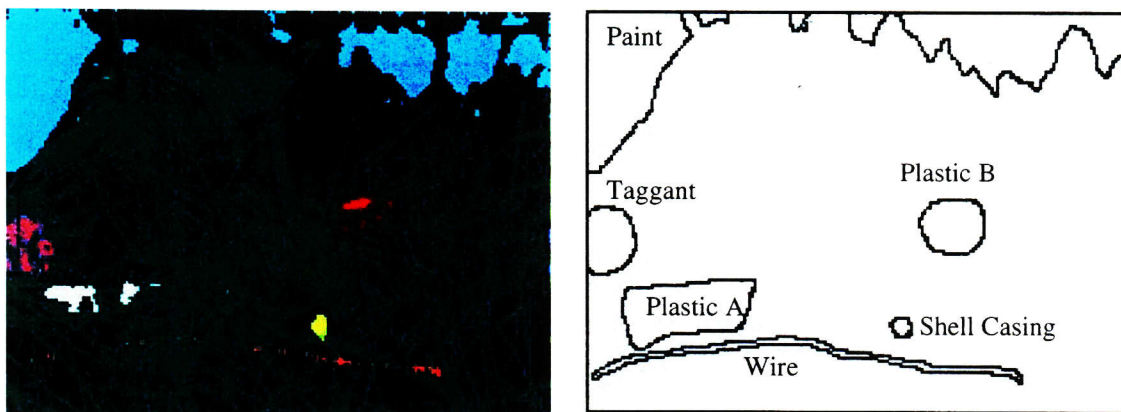 Paint
Taggant
Plastic B
Plastic A
Shell Casing
Wire